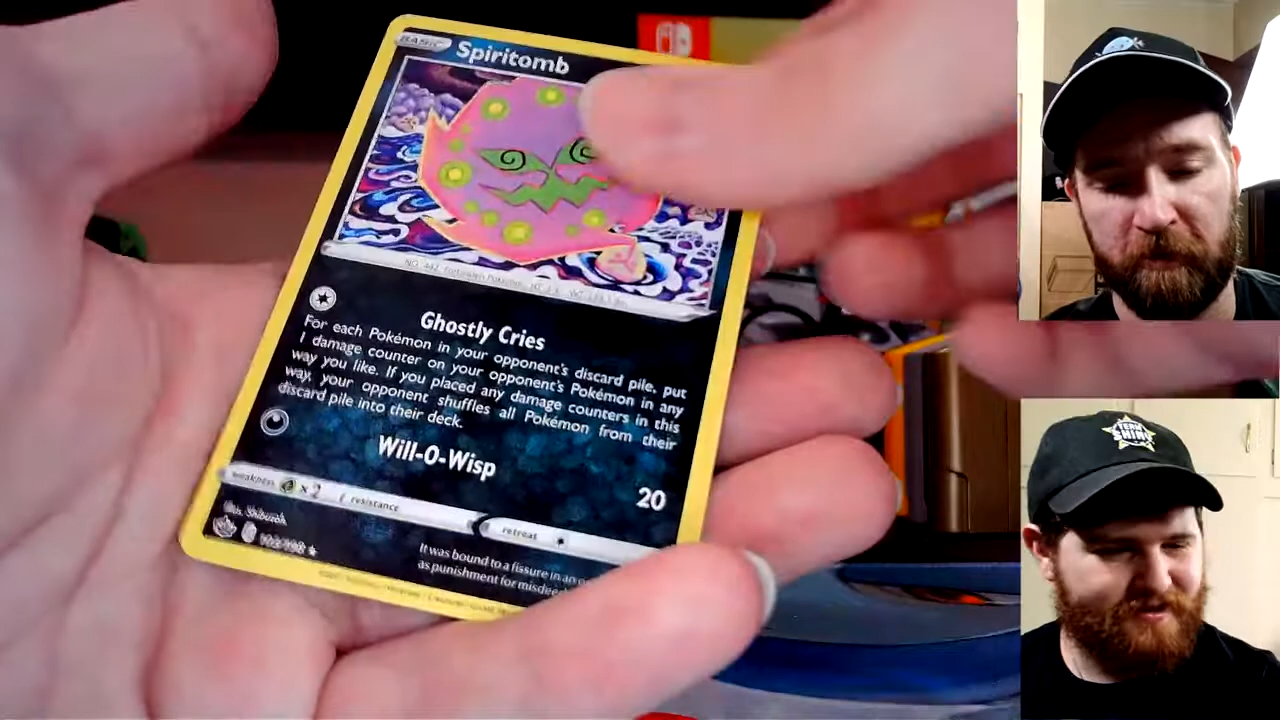 BASIC Spiritomb
Ghostly Cries
For each Pokémon in your opponent's discard pile, put
1 damage counter on your opponent's Pokémon in any
way you like. If you placed any damage counters in this
way, your opponent shuffles all Pokémon from their
discard pile into their deck.
Will-O-Wisp
20
weakness ×2 resistance
retreat
It was bound to a fissure in an
as punishment for
TEAM
SHINY